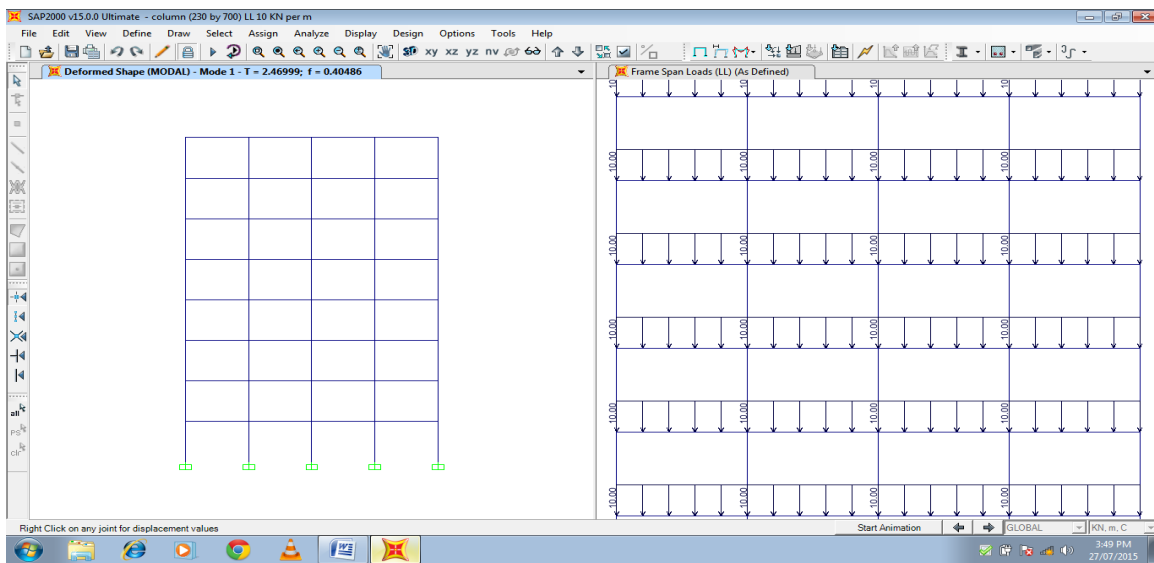 SAP2000 v15.0.0 Ultimate - column (230 by 700) LL 10 KN per m
File Edit View Define Draw Select Assign Analyze Display Design Options Tools Help
xy xz yz nv
Deformed Shape (MODAL) - Mode 1 - T = 2.46999; f = 0.40486
Frame Span Loads (LL) (As Defined)
10.00 10.00 10.00 10.00
10.00 10.00 10.00 10.00
10.00 10.00 10.00 10.00
10.00 10.00 10.00 10.00
10.00 10.00 10.00 10.00
all
PS
clr
Right Click on any joint for displacement values
Start Animation
GLOBAL
KN, m, C
3:49 PM
27/07/2015